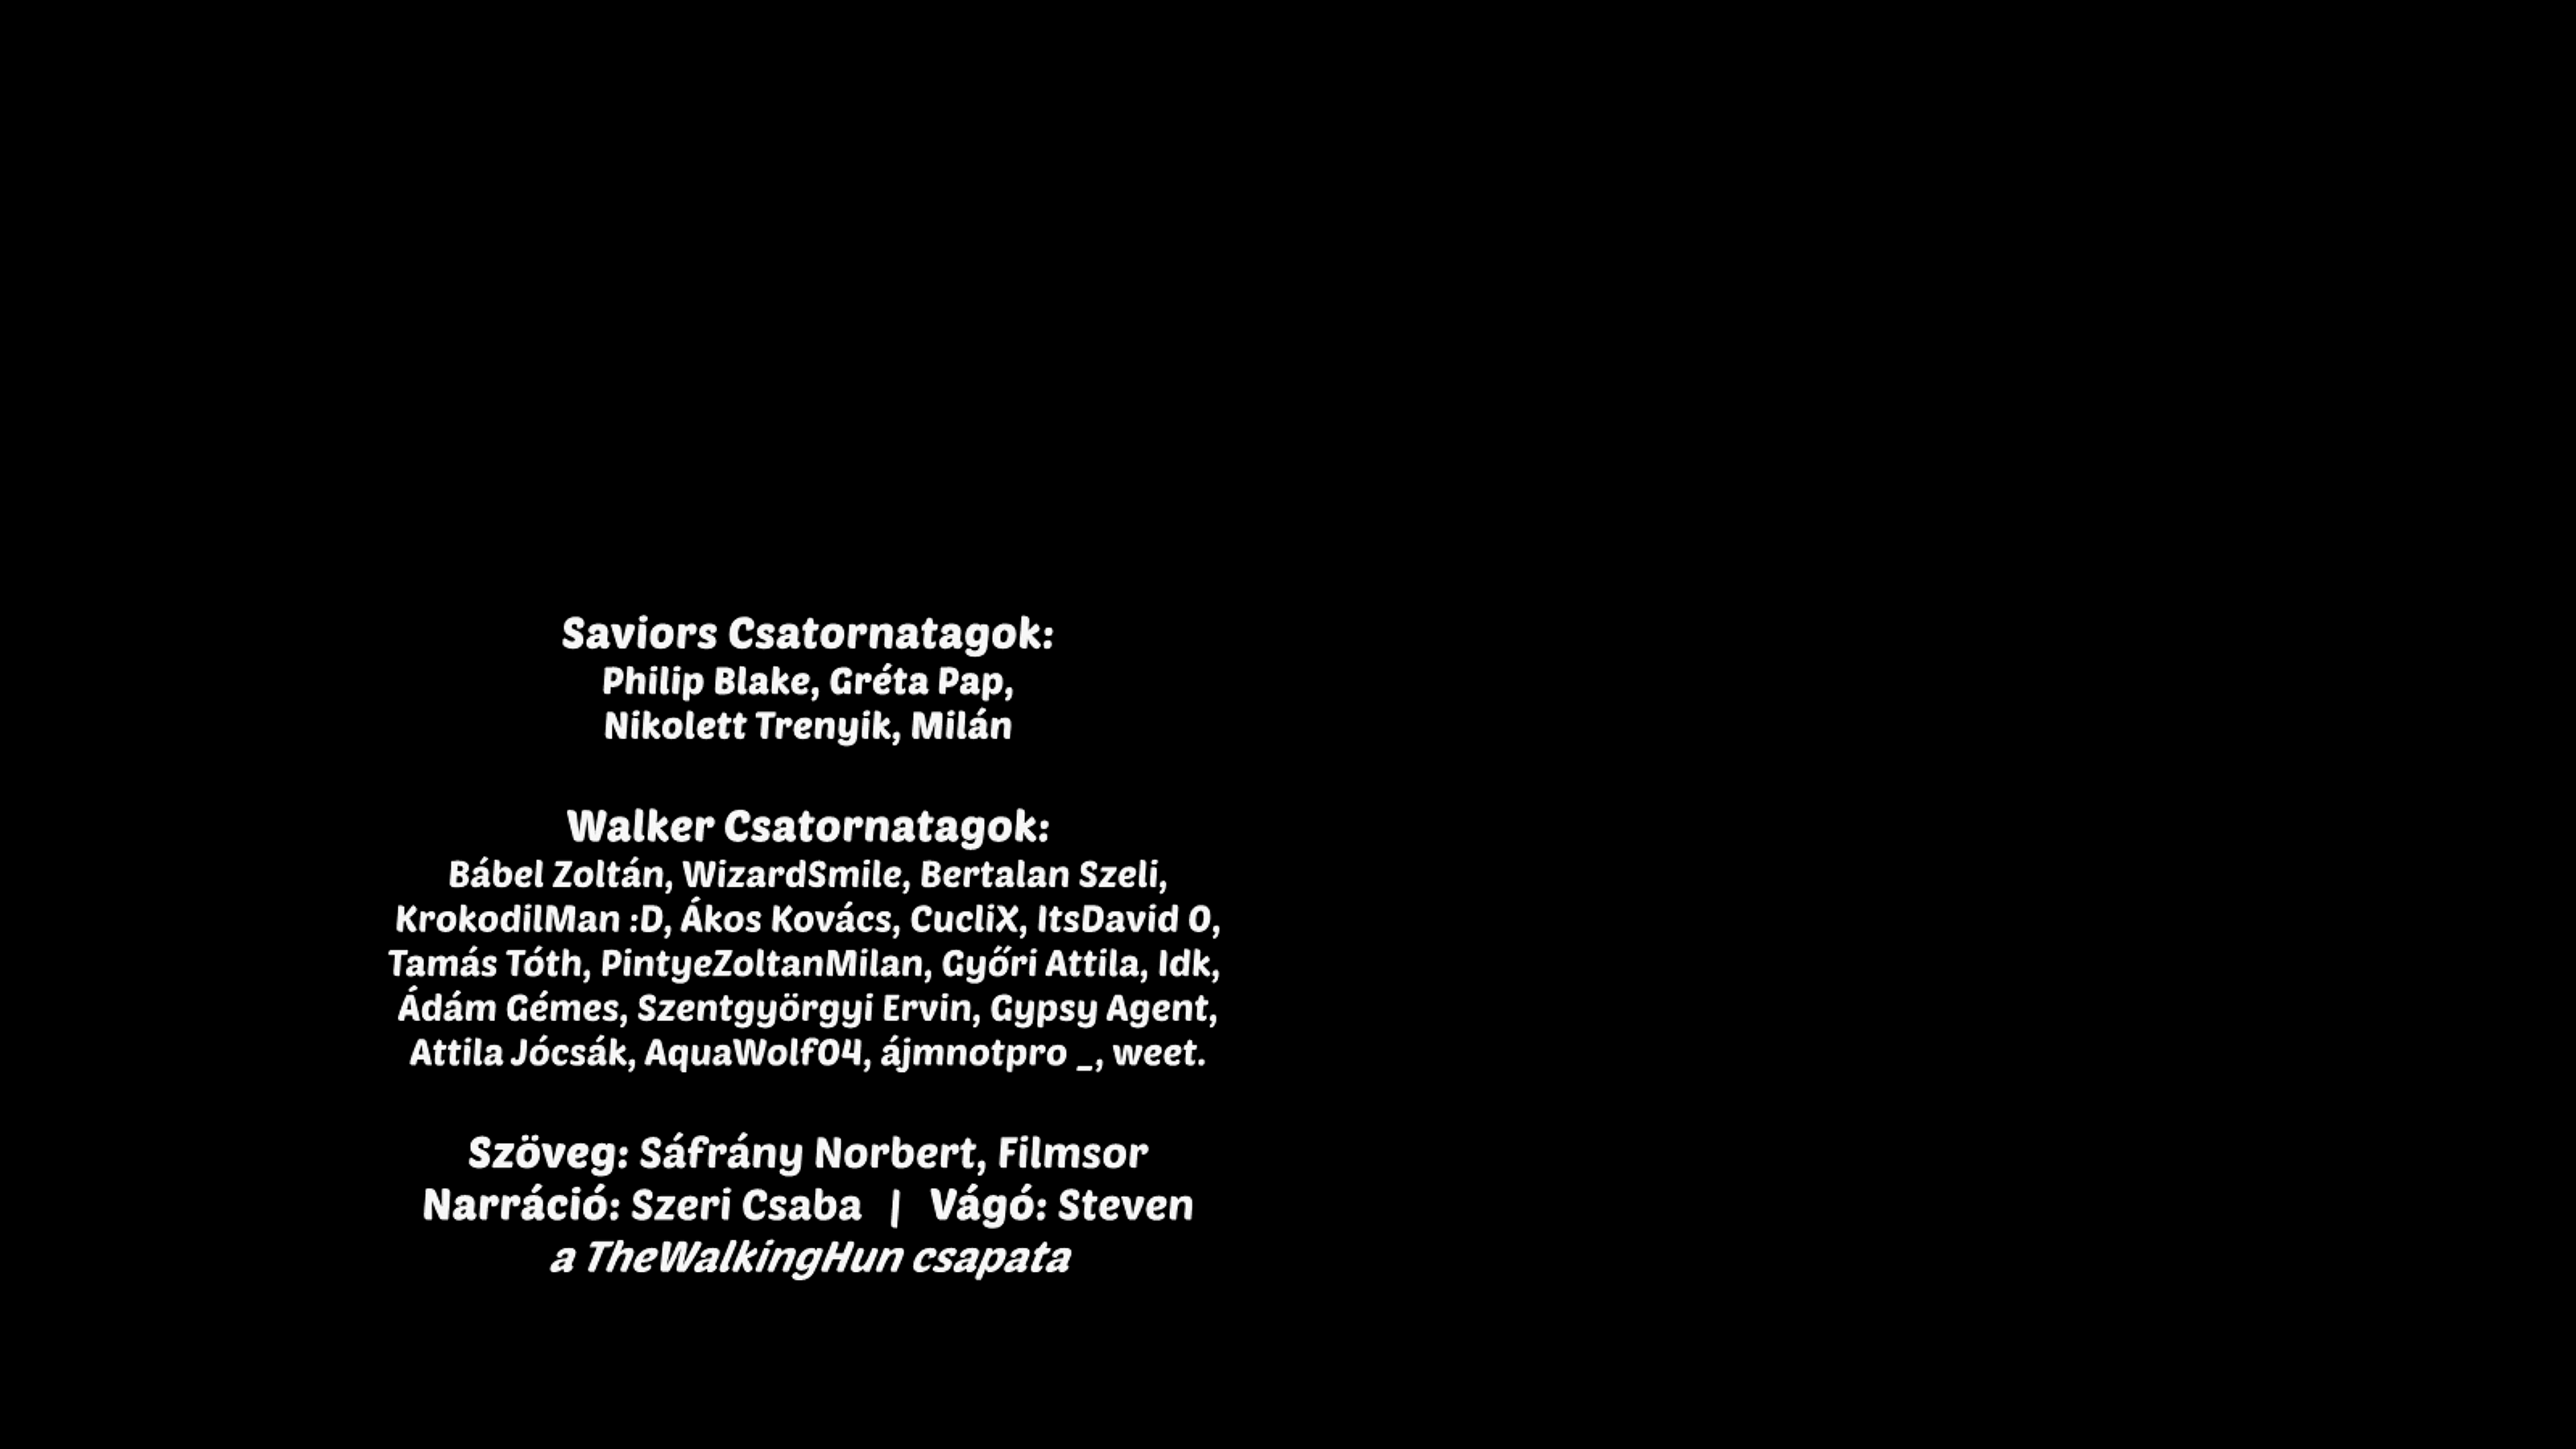 Saviors Csatornatagok:
Philip Blake, Gréta Pap,
Nikolett Trenyik, Milán
Walker Csatornatagok:
Bábel Zoltán, WizardSmile, Bertalan Szeli,
KrokodilMan :D, Ákos Kovács, CucliX, ItsDavid 0,
Tamás Tóth, PintyeZoltanMilan, Győri Attila, Idk,
Ádám Gémes, Szentgyörgyi Ervin, Gypsy Agent,
Attila Jócsák, AquaWolf04, ájmnotpro _, weet.
Szöveg: Sáfrány Norbert, Filmsor
Narráció: Szeri Csaba | Vágó: Steven
a TheWalkingHun csapata